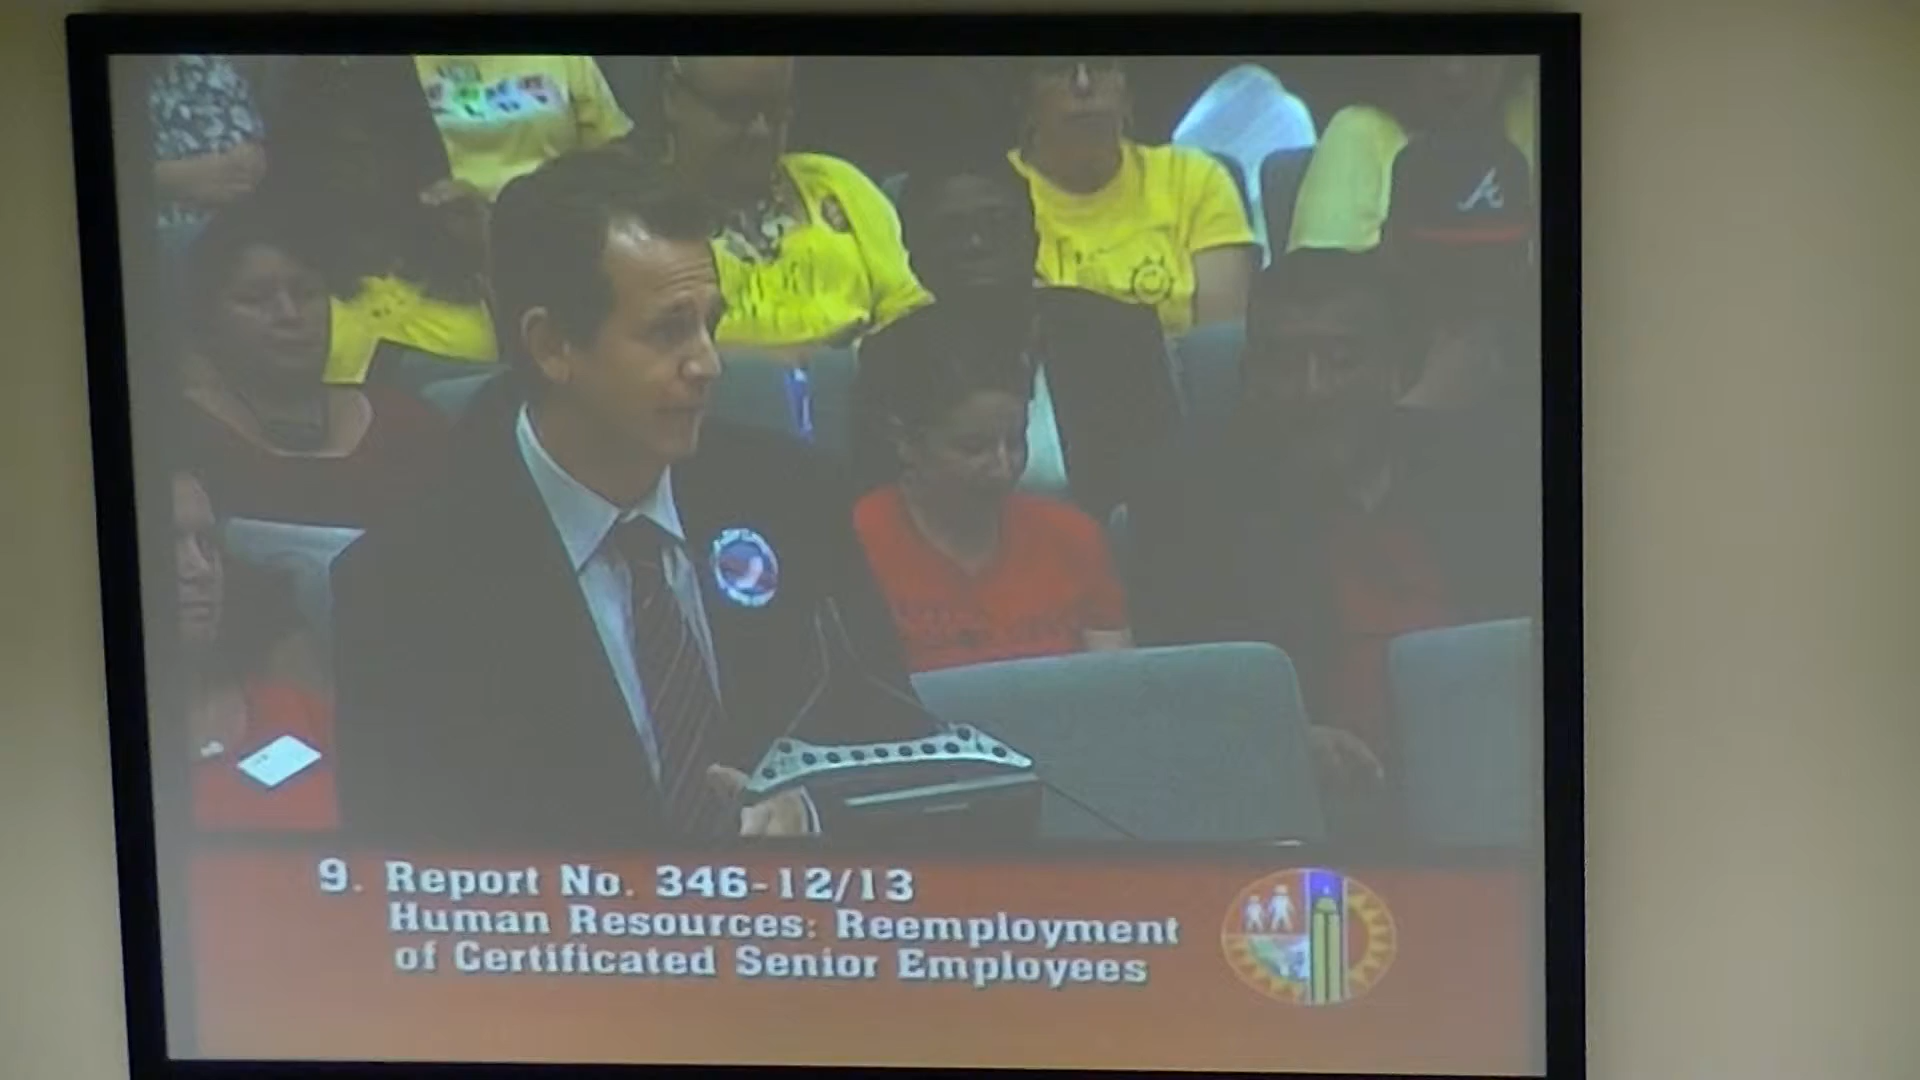 9. Report No. 346-12/13
Human Resources: Reemployment
of Certificated Senior Employees
A